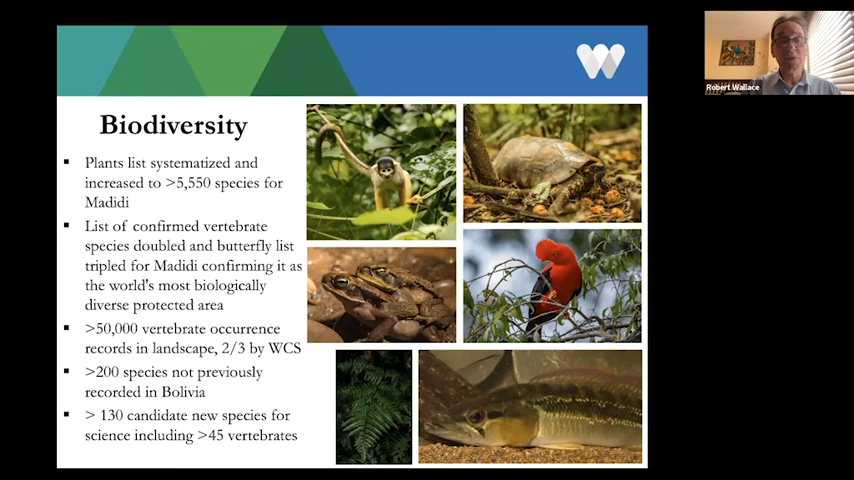 Robert Wallace
Biodiversity
▪ Plants list systematized and
increased to >5,550 species for
Madidi
▪ List of confirmed vertebrate
species doubled and butterfly list
tripled for Madidi confirming it as
the world's most biologically
diverse protected area
▪ >50,000 vertebrate occurrence
records in landscape, 2/3 by WCS
▪ >200 species not previously
recorded in Bolivia
▪ > 130 candidate new species for
science including >45 vertebrates